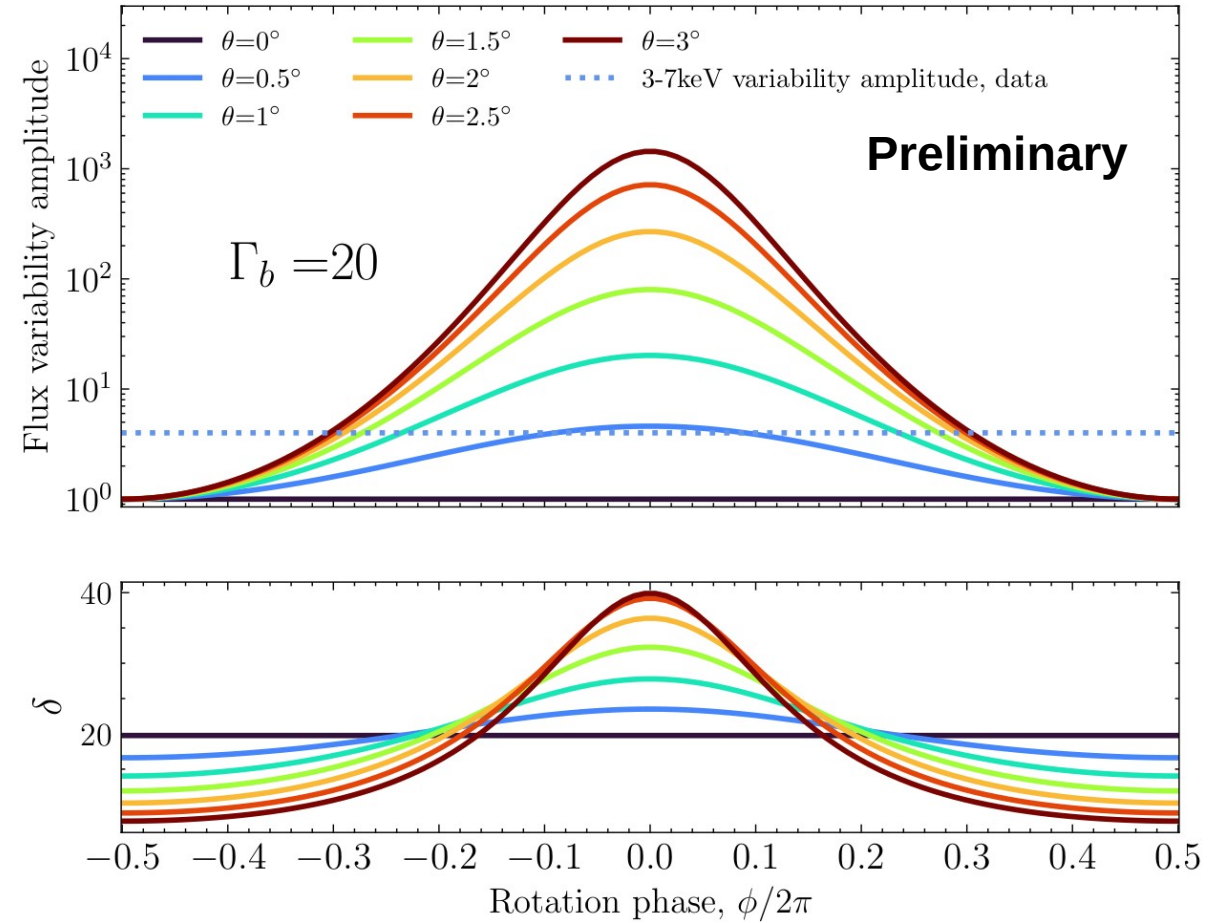 Flux variability amplitude
10⁴
10³
10²
10¹
10⁰
θ=0°
θ=0.5°
θ=1°
θ=1.5°
θ=2°
θ=2.5°
θ=3°
3-7keV variability amplitude, data
Preliminary
Γ_b =20
δ
40
20
−0.5 −0.4 −0.3 −0.2 −0.1 0.0 0.1 0.2 0.3 0.4 0.5
Rotation phase, ϕ/2π